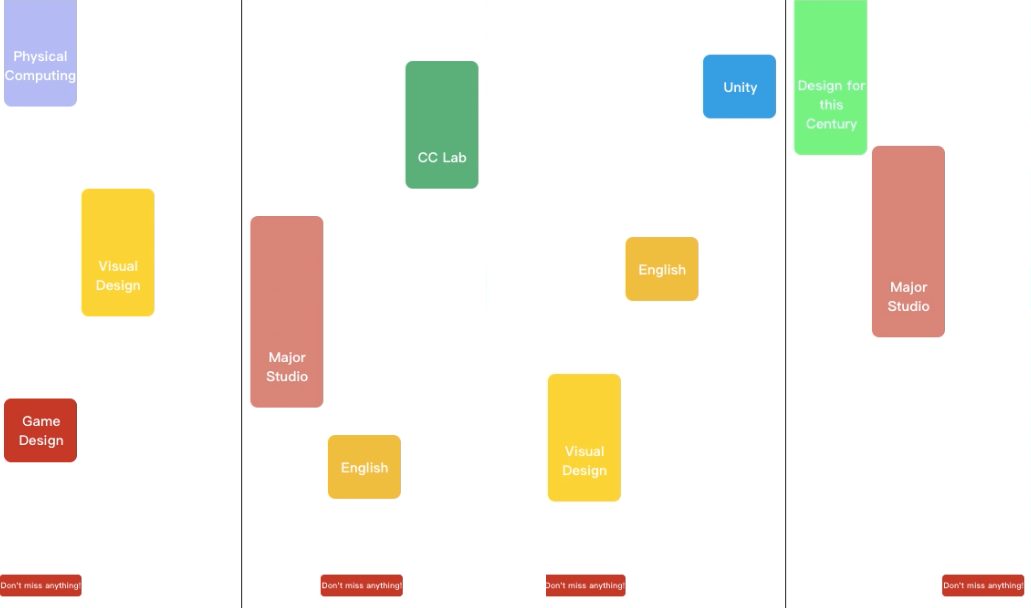 Physical
Computing
Visual
Design
Game
Design
Don't miss anything!
CC Lab
Major
Studio
English
Don't miss anything!
Unity
English
Visual
Design
Don't miss anything!
Design for
this
Century
Major
Studio
Don't miss anything!